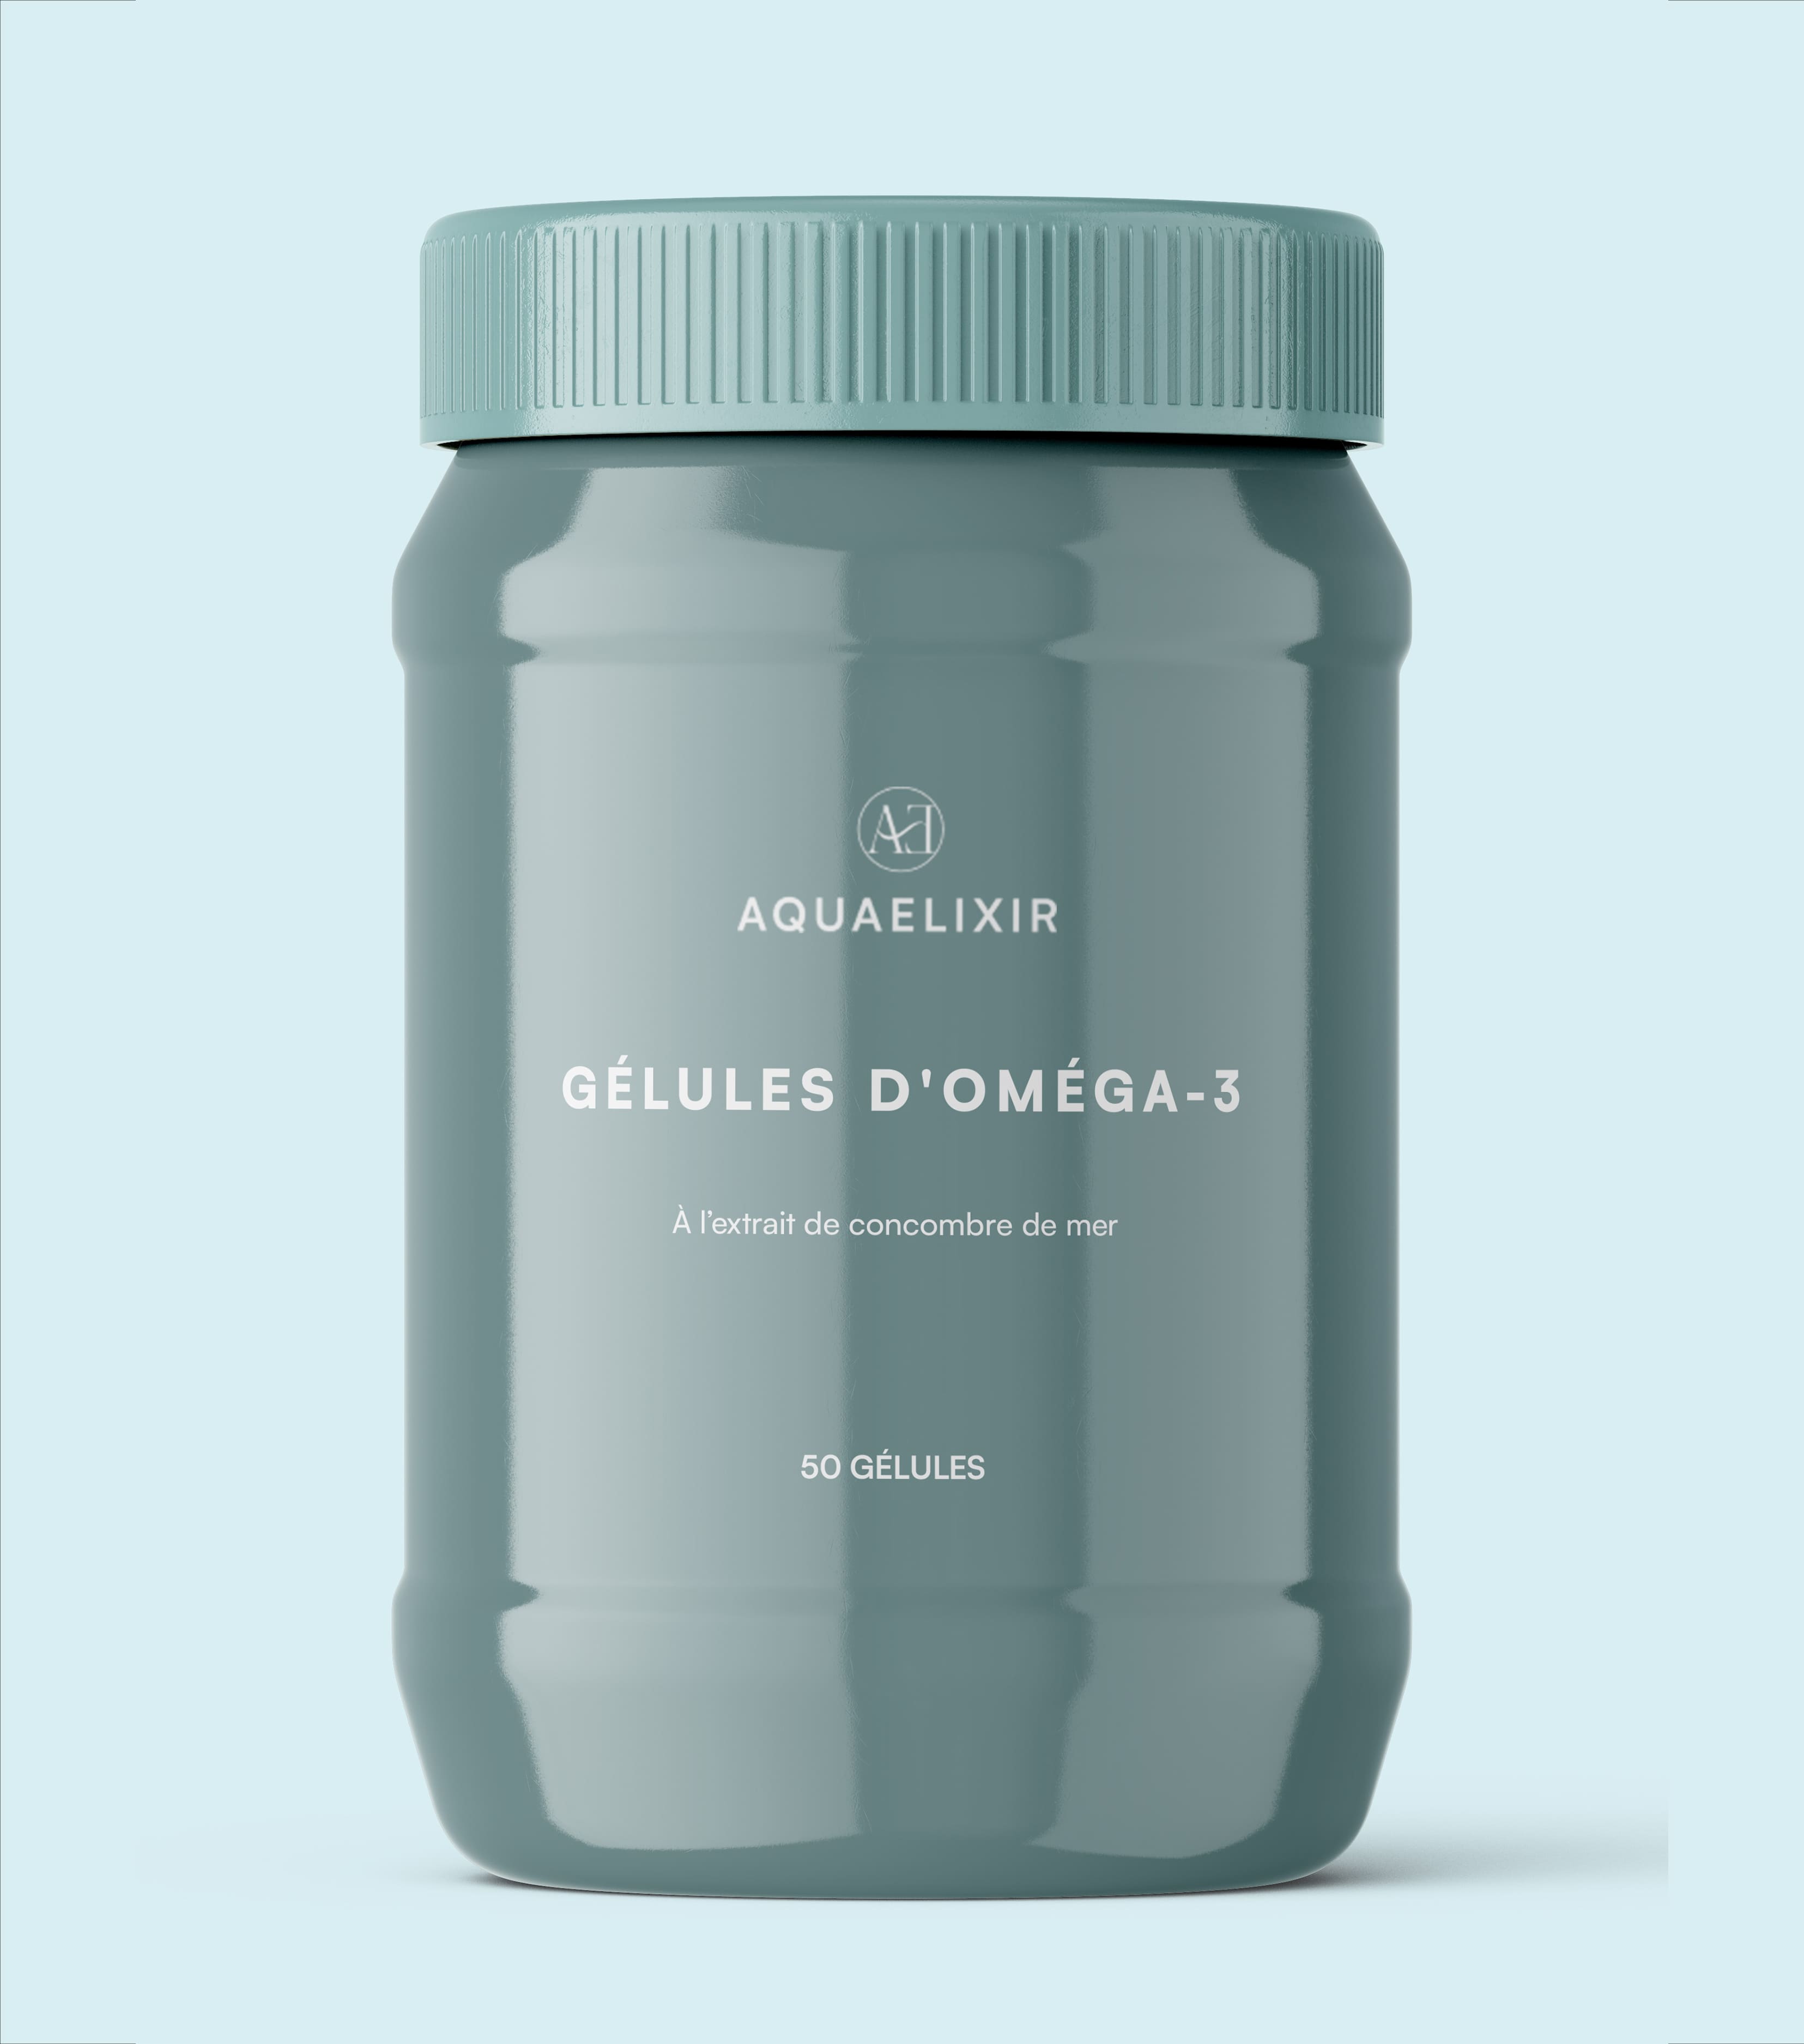 AE
AQUAELIXIR
GÉLULES D'OMÉGA-3
À l’extrait de concombre de mer
50 GÉLULES